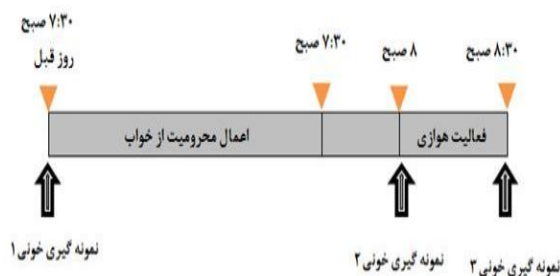 ۷:۳۰ صبح
روز قبل
۷:۳۰ صبح
۸ صبح
۸:۳۰ صبح
اعمال محرومیت از خواب
فعالیت هوازی
نمونه گیری خونی ۱
نمونه گیری خونی ۲
نمونه گیری خونی ۳